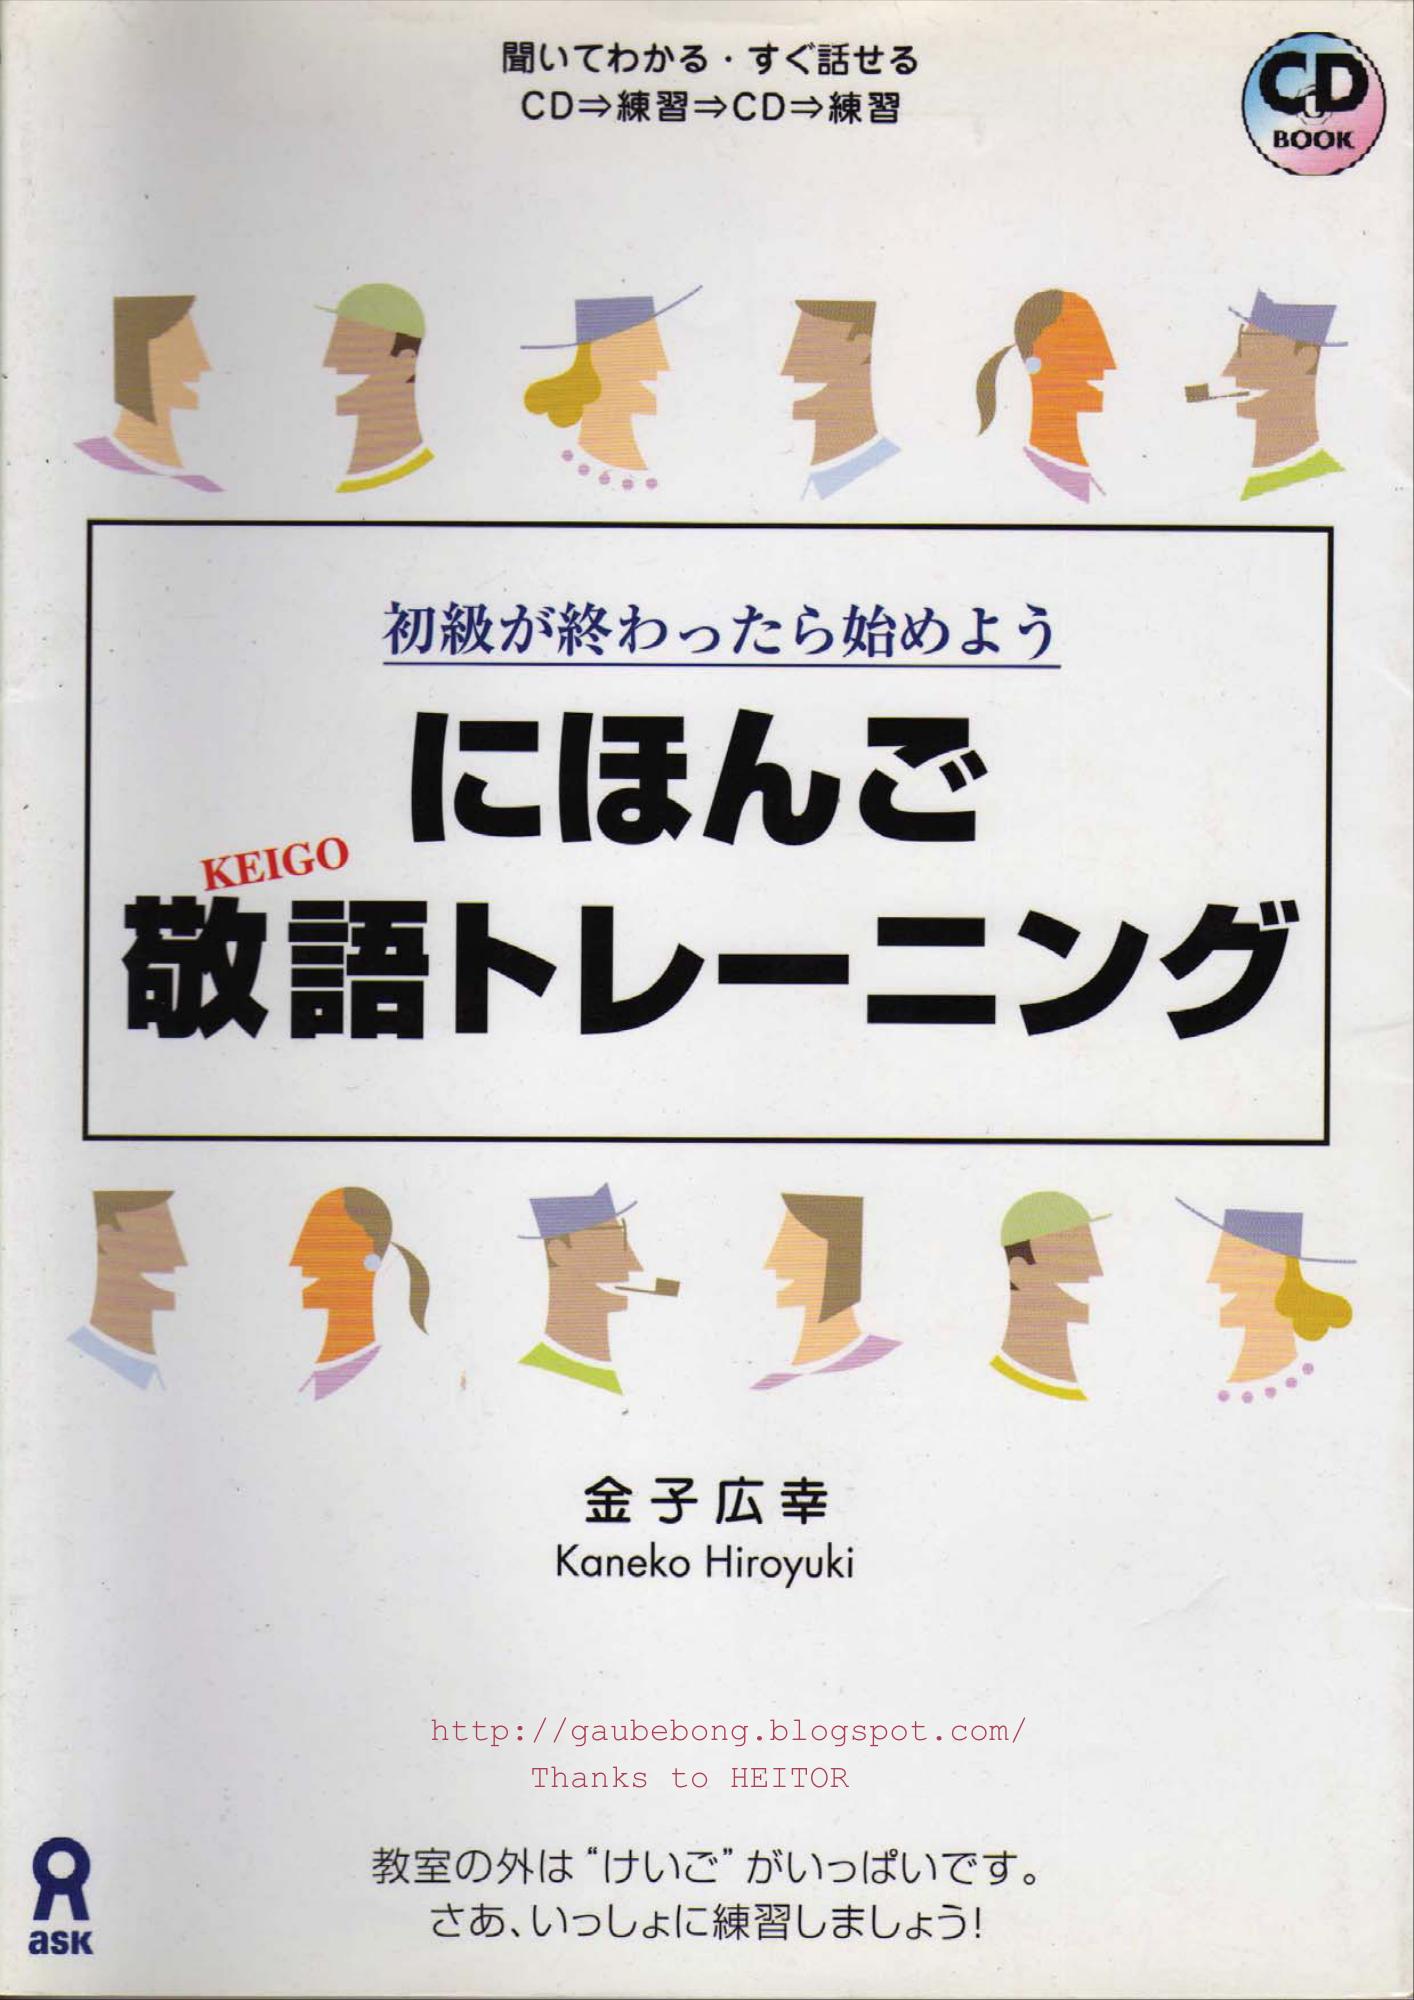 聞いてわかる・すぐ話せる
CD⇒練習⇒CD⇒練習
CD
BOOK
初級が終わったら始めよう
にほんご
KEIGO
敬語トレーニング
金子広幸
Kaneko Hiroyuki
http://gaubebong.blogspot.com/
Thanks to HEITOR
教室の外は“けいご”がいっぱいです。
さあ、いっしょに練習しましょう!
ask